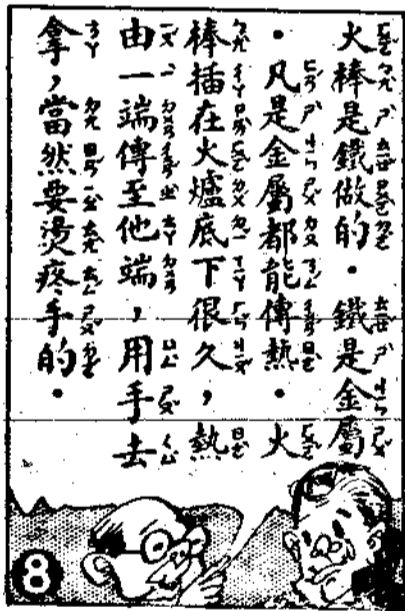 火棒是鐵做的．鐵是金屬
．凡是金屬都能傳熱．火
棒插在火爐底下很久，熱
由一端傳至他端，用手去
拿，當然要燙疼手的．
8